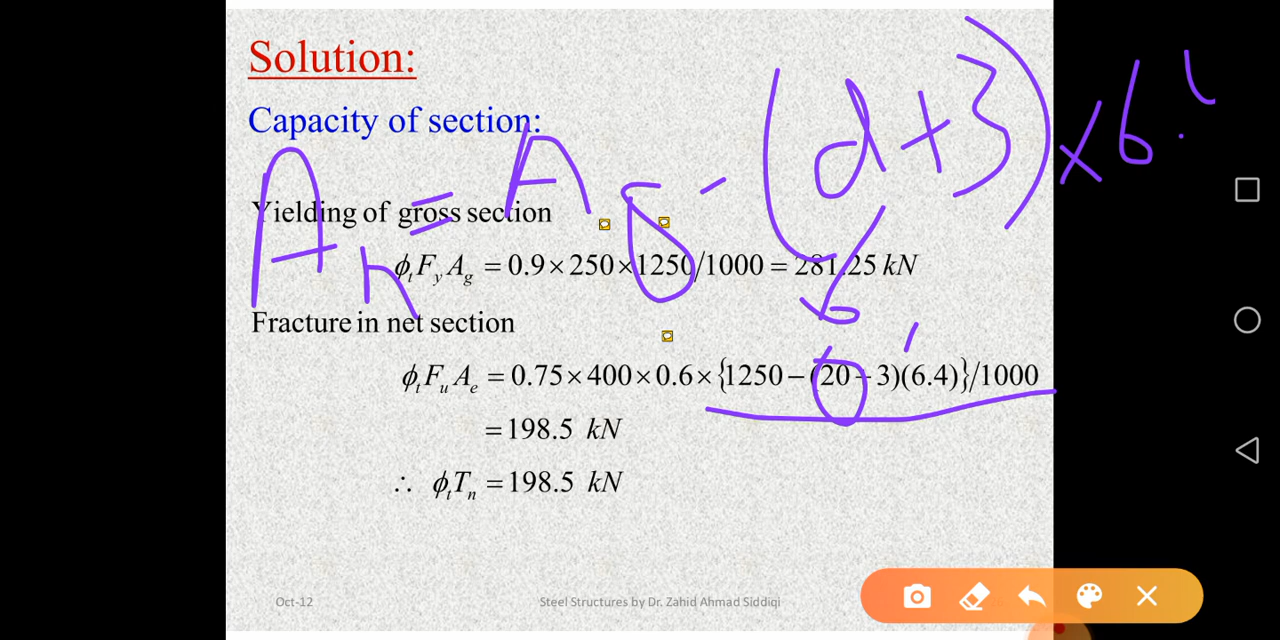 Solution:
Capacity of section:
An = Ag - (d+3) × 6.4
Yielding of gross section
ϕtFyAg = 0.9×250×1250/1000 = 281.25 kN
Fracture in net section
ϕtFuAe = 0.75×400×0.6×{1250−(20+3)(6.4)}/1000
= 198.5 kN
∴ ϕtTn = 198.5 kN
Oct-12
Steel Structures by Dr. Zahid Ahmad Siddiqi